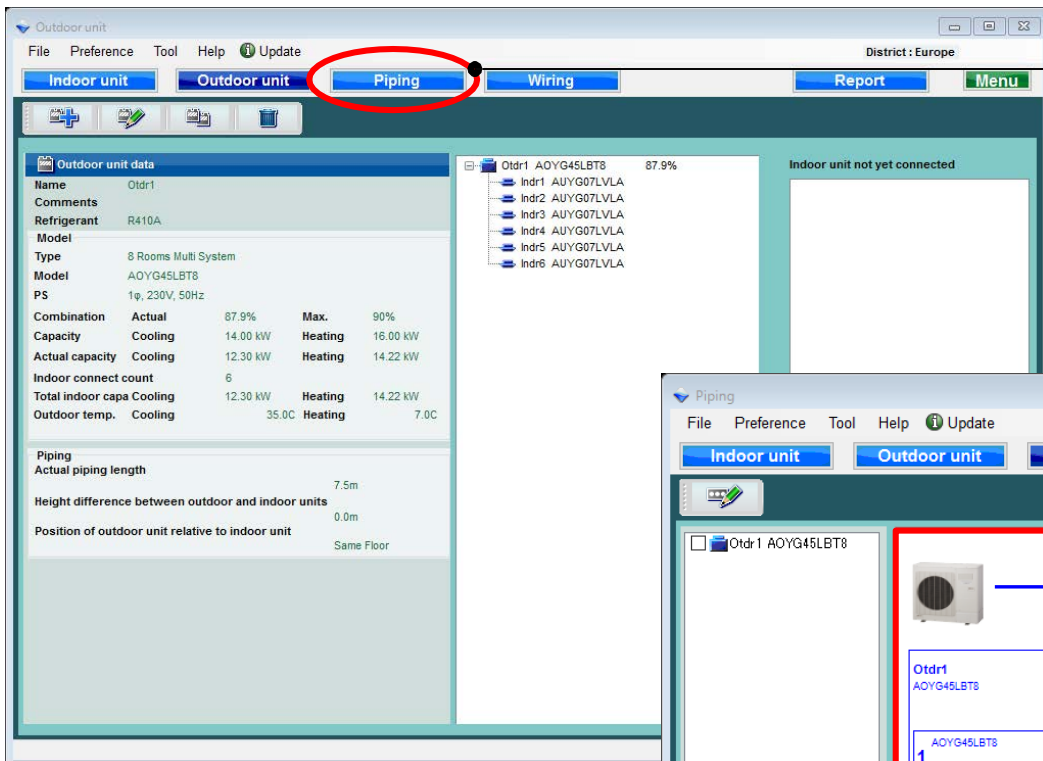 Outdoor unit
File Preference Tool Help Update District : Europe
Indoor unit Outdoor unit Piping Wiring Report Menu
Outdoor unit data
Name Otdr1
Comments
Refrigerant R410A
Model
Type 8 Rooms Multi System
Model AOYG45LBT8
PS 1φ, 230V, 50Hz
Combination Actual 87.9% Max. 90%
Capacity Cooling 14.00 kW Heating 16.00 kW
Actual capacity Cooling 12.30 kW Heating 14.22 kW
Indoor connect count 6
Total indoor capa Cooling 12.30 kW Heating 14.22 kW
Outdoor temp. Cooling 35.0C Heating 7.0C
Piping
Actual piping length
7.5m
Height difference between outdoor and indoor units
0.0m
Position of outdoor unit relative to indoor unit
Same Floor
Otdr1 AOYG45LBT8 87.9%
Indr1 AUYG07LVLA
Indr2 AUYG07LVLA
Indr3 AUYG07LVLA
Indr4 AUYG07LVLA
Indr5 AUYG07LVLA
Indr6 AUYG07LVLA
Indoor unit not yet connected
Piping
File Preference Tool Help Update
Indoor unit Outdoor unit
Otdr1 AOYG45LBT8
Otdr1
AOYG45LBT8
AOYG45LBT8
1